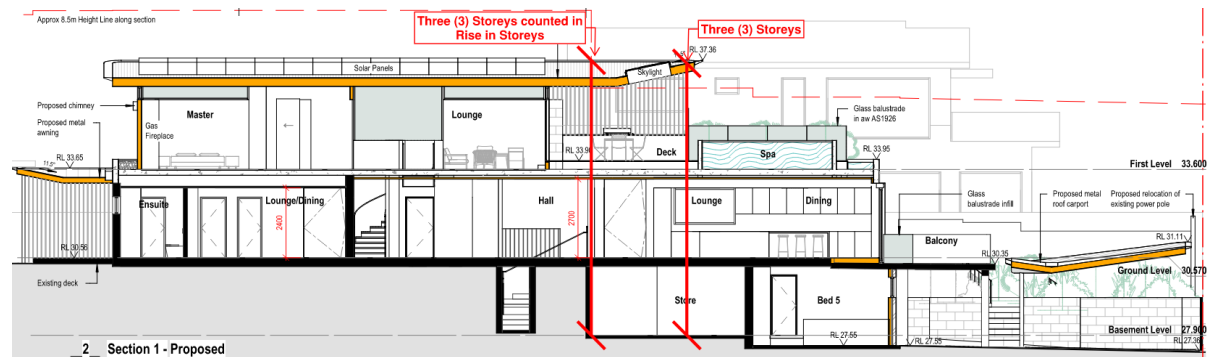 Approx 8.5m Height Line along section
Three (3) Storeys counted in
Rise in Storeys
Three (3) Storeys
RL 37.36
Solar Panels
Skylight
Proposed chimney
Proposed metal
awning
Master
Gas
Fireplace
Lounge
Glass balustrade
in aw AS1926
RL 33.65
RL 33.90
Deck
Spa
RL 33.95
First Level 33.600
Ensuite
Lounge/Dining
2400
Hall
2700
Lounge
Dining
Glass
balustrade infill
Proposed metal
roof carport
Proposed relocation of
existing power pole
RL 30.56
Balcony
RL 31.11
RL 30.35
Ground Level 30.570
Existing deck
Store
Bed 5
Basement Level 27.900
RL 27.55
RL 27.55
RL 27.36
2 Section 1 - Proposed